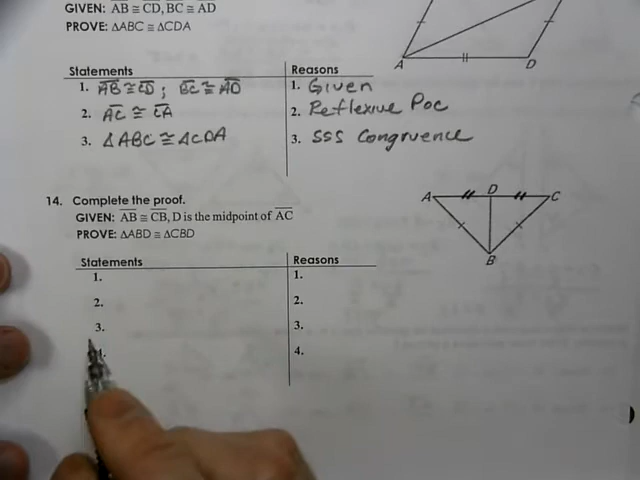 GIVEN: AB ≅ CD, BC ≅ AD
PROVE: ΔABC ≅ ΔCDA
A
D
Statements
Reasons
1. AB ≅ CD ; BC ≅ AD
1. Given
2. AC ≅ CA
2. Reflexive PoC
3. ΔABC ≅ ΔCDA
3. SSS Congruence
14. Complete the proof.
GIVEN: AB ≅ CB, D is the midpoint of AC
PROVE: ΔABD ≅ ΔCBD
A D C
B
Statements
Reasons
1.
1.
2.
2.
3.
3.
4.
4.